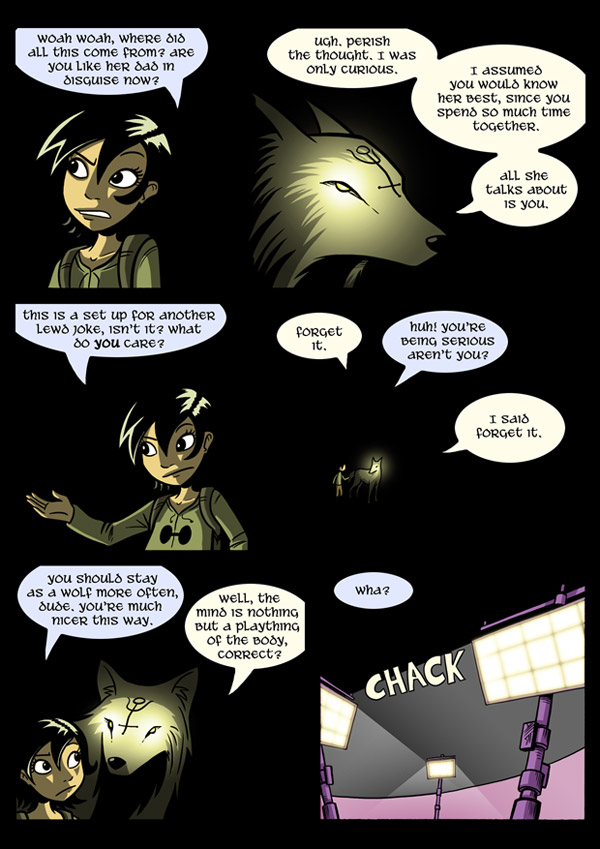 Woah woah, where did
all this come from? Are
you like her dad in
disguise now?
Ugh. Perish
the thought. I was
only curious.
I assumed
you would know
her best, since you
spend so much time
together.
All she
talks about
is you.
This is a set up for another
lewd joke, isn't it? What
do you care?
Forget
it.
Huh! You're
being serious
aren't you?
I said
forget it.
You should stay
as a wolf more often,
dude. You're much
nicer this way.
Well, the
mind is nothing
but a plaything
of the body,
correct?
Wha?
CHACK